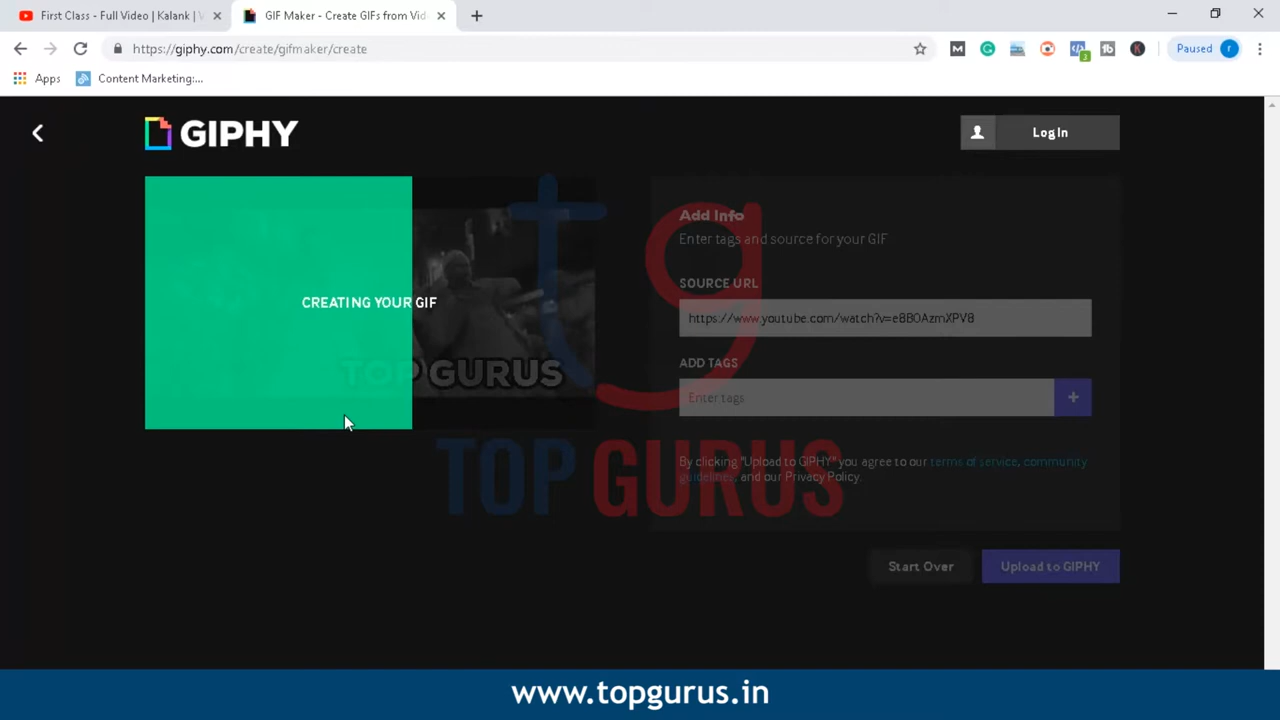 First Class - Full Video | Kalank | V
GIF Maker - Create GIFs from Vid
https://giphy.com/create/gifmaker/create
Paused
r
Apps
Content Marketing:...
GIPHY
Log In
CREATING YOUR GIF
TOP GURUS
tg
TOP GURUS
Add Info
Enter tags and source for your GIF
SOURCE URL
https://www.youtube.com/watch?v=e8B0AzmXPV8
ADD TAGS
Enter tags
+
By clicking "Upload to GIPHY" you agree to our terms of service, community
guidelines, and our Privacy Policy.
Start Over
Upload to GIPHY
www.topgurus.in